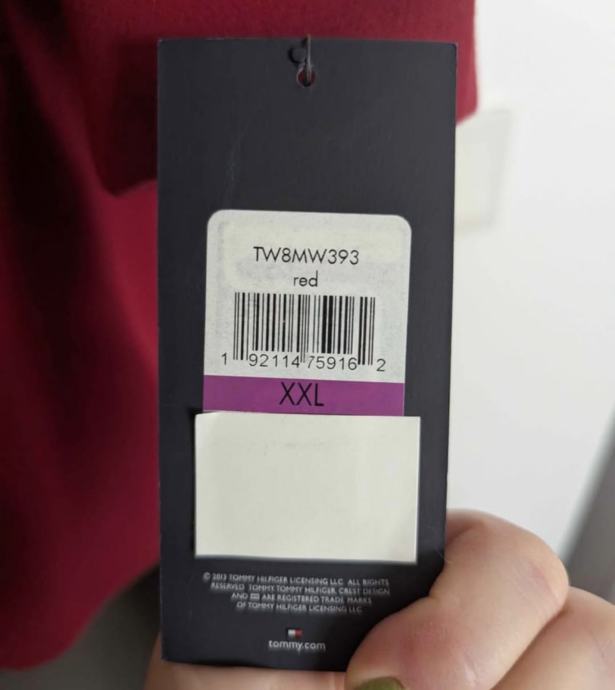 TW8MW393
red
1 92114 75916 2
XXL
© 2013 TOMMY HILFIGER LICENSING LLC ALL RIGHTS
RESERVED TOMMY TOMMY HILFIGER, CREST DESIGN
AND ARE REGISTERED TRADE MARKS
OF TOMMY HILFIGER LICENSING LLC
tommy.com